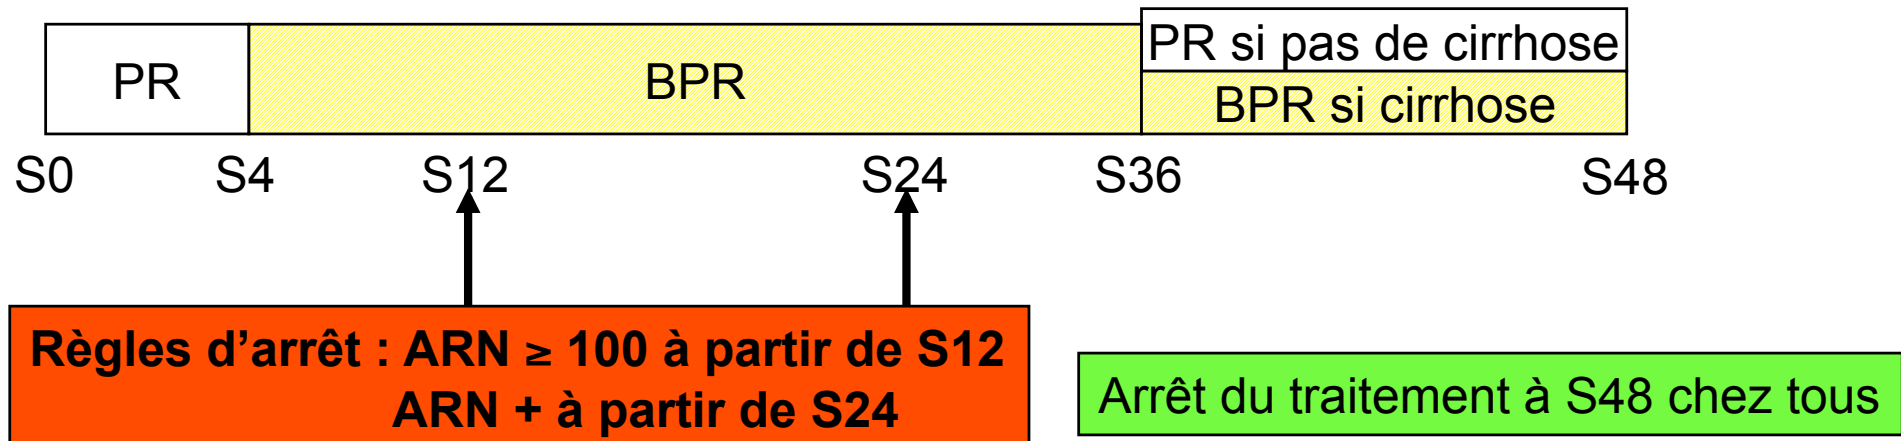 PR
BPR
PR si pas de cirrhose
BPR si cirrhose
S0 S4 S12 S24 S36 S48
Règles d’arrêt : ARN ≥ 100 à partir de S12
ARN + à partir de S24
Arrêt du traitement à S48 chez tous